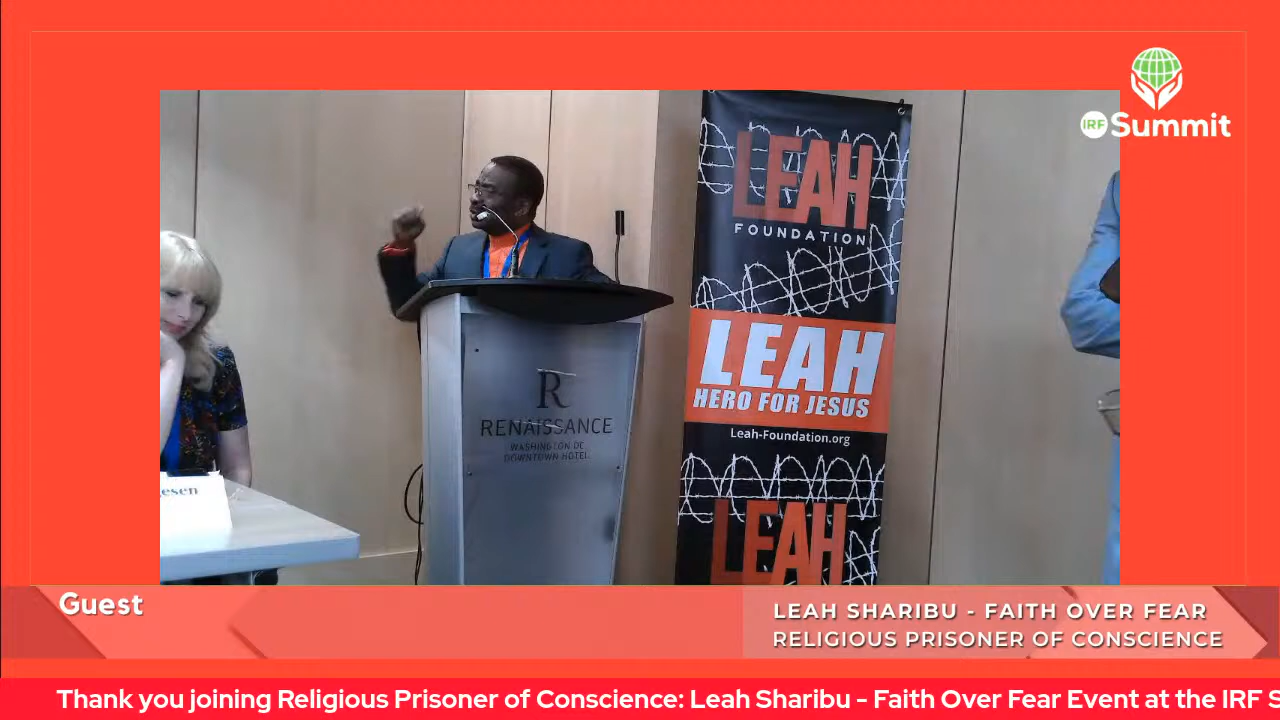 IRF Summit
LEAH
FOUNDATION
LEAH
HERO FOR JESUS
Leah-Foundation.org
LEAH
R
RENAISSANCE
WASHINGTON DC
DOWNTOWN HOTEL
esen
Guest
LEAH SHARIBU - FAITH OVER FEAR
RELIGIOUS PRISONER OF CONSCIENCE
Thank you joining Religious Prisoner of Conscience: Leah Sharibu - Faith Over Fear Event at the IRF S